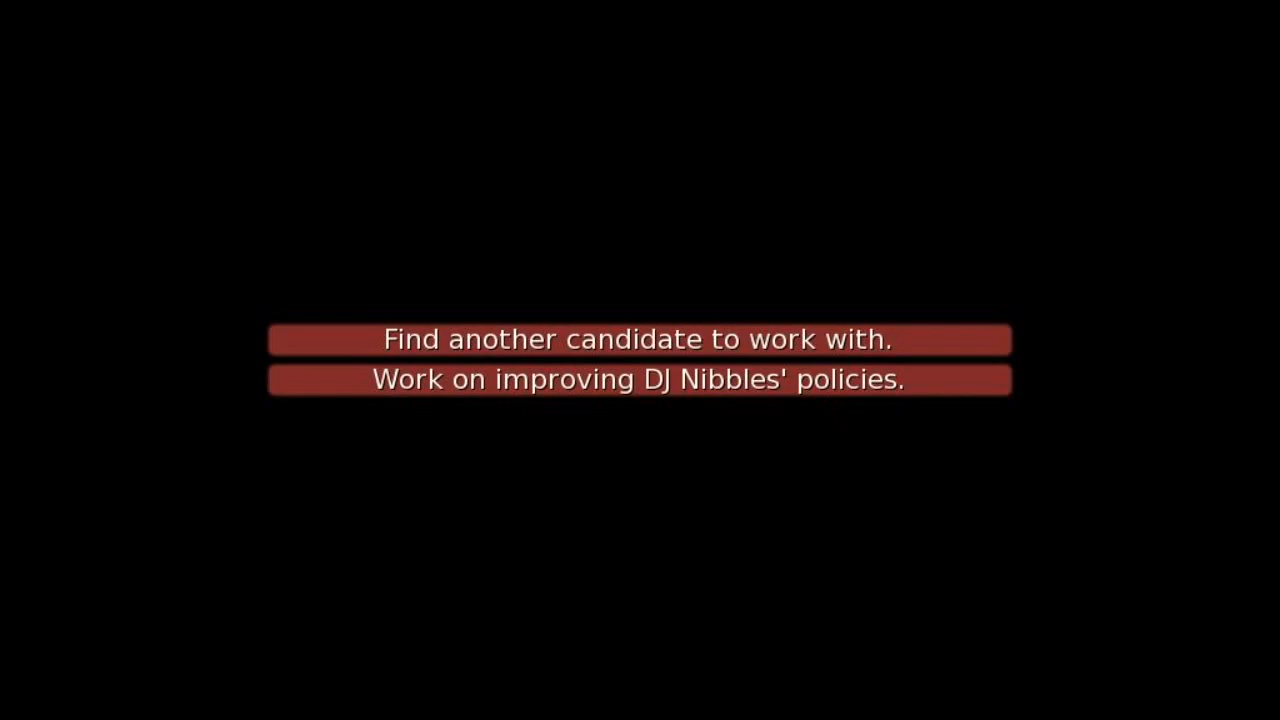 Find another candidate to work with.
Work on improving DJ Nibbles' policies.